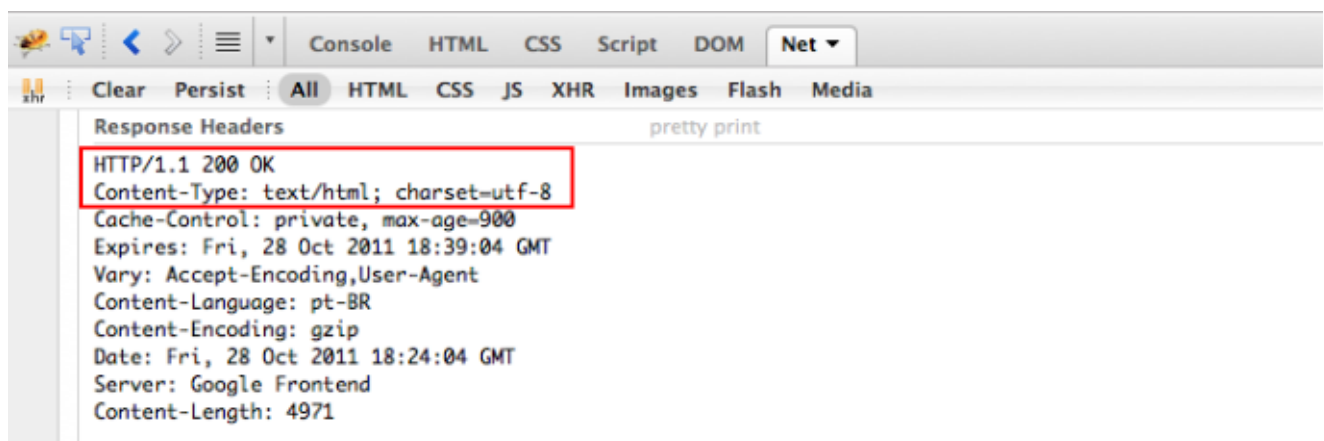 Console HTML CSS Script DOM Net
xhr Clear Persist All HTML CSS JS XHR Images Flash Media
Response Headers pretty print
HTTP/1.1 200 OK
Content-Type: text/html; charset=utf-8
Cache-Control: private, max-age=900
Expires: Fri, 28 Oct 2011 18:39:04 GMT
Vary: Accept-Encoding,User-Agent
Content-Language: pt-BR
Content-Encoding: gzip
Date: Fri, 28 Oct 2011 18:24:04 GMT
Server: Google Frontend
Content-Length: 4971